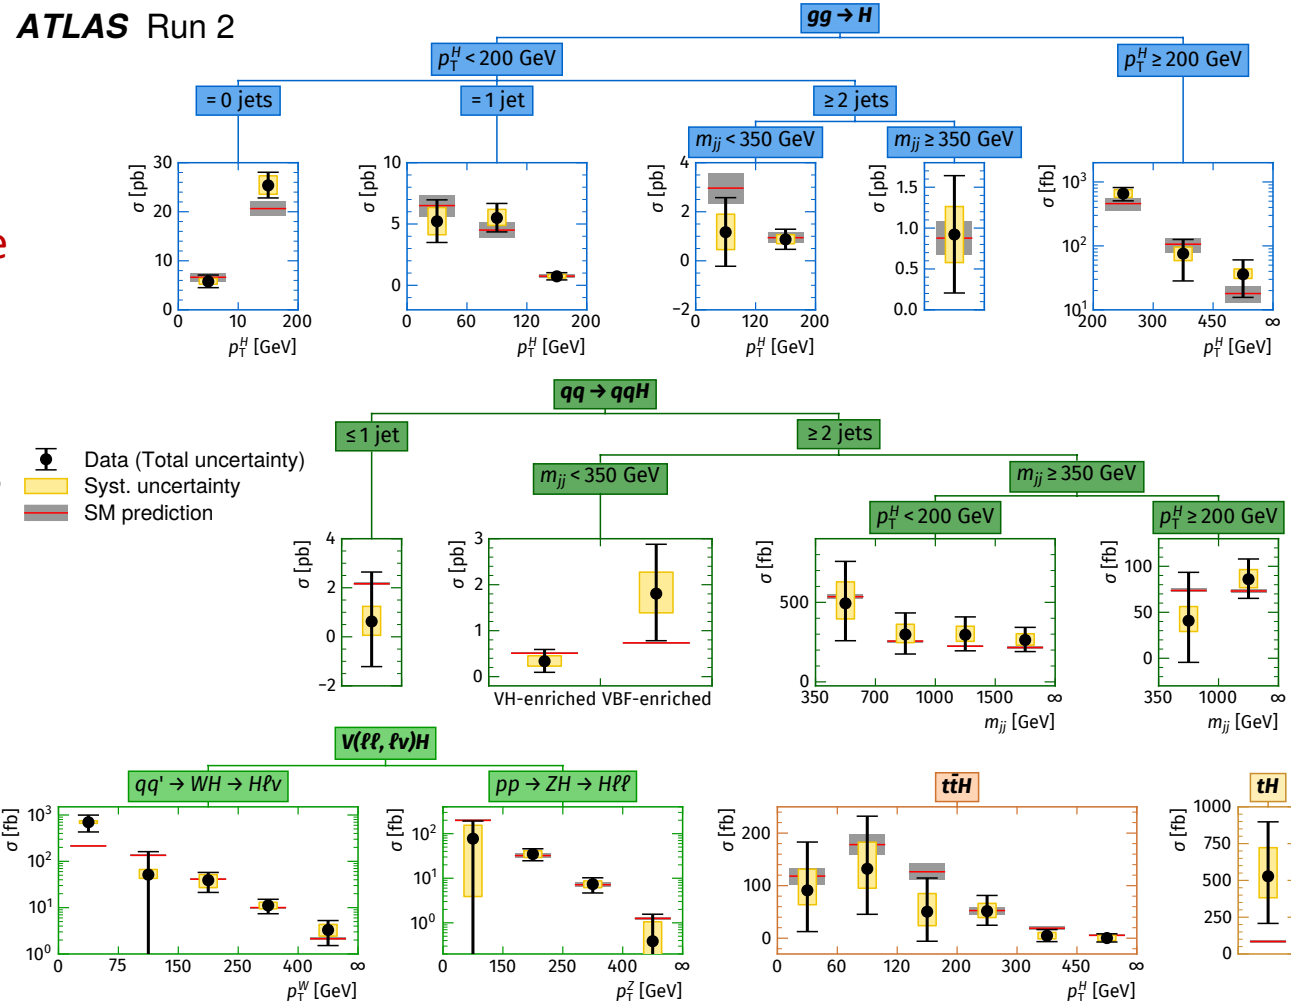 ATLAS Run 2
gg → H
p_T^H < 200 GeV
p_T^H ≥ 200 GeV
= 0 jets
= 1 jet
≥ 2 jets
m_jj < 350 GeV
m_jj ≥ 350 GeV
σ [pb]
30
20
10
0
0 10 200
p_T^H [GeV]
σ [pb]
10
5
0
0 60 120 200
p_T^H [GeV]
σ [pb]
4
2
0
−2
0 120 200
p_T^H [GeV]
σ [pb]
1.5
1.0
0.5
0.0
σ [fb]
10^3
10^2
10^1
200 300 450 ∞
p_T^H [GeV]
e
qq → qqH
≤ 1 jet
≥ 2 jets
m_jj < 350 GeV
m_jj ≥ 350 GeV
p_T^H < 200 GeV
p_T^H ≥ 200 GeV
Data (Total uncertainty)
Syst. uncertainty
SM prediction
σ [pb]
4
2
0
−2
σ [pb]
3
2
1
0
VH-enriched VBF-enriched
σ [fb]
500
0
350 700 1000 1500 ∞
m_jj [GeV]
σ [fb]
100
50
0
350 1000 ∞
m_jj [GeV]
V(ℓℓ, ℓν)H
qq' → WH → Hℓν
pp → ZH → Hℓℓ
tt̄H
tH
σ [fb]
10^3
10^2
10^1
10^0
0 75 150 250 400 ∞
p_T^W [GeV]
σ [fb]
10^2
10^1
10^0
0 150 250 400 ∞
p_T^Z [GeV]
σ [fb]
200
100
0
0 60 120 200 300 450 ∞
p_T^H [GeV]
σ [fb]
1000
750
500
250
0